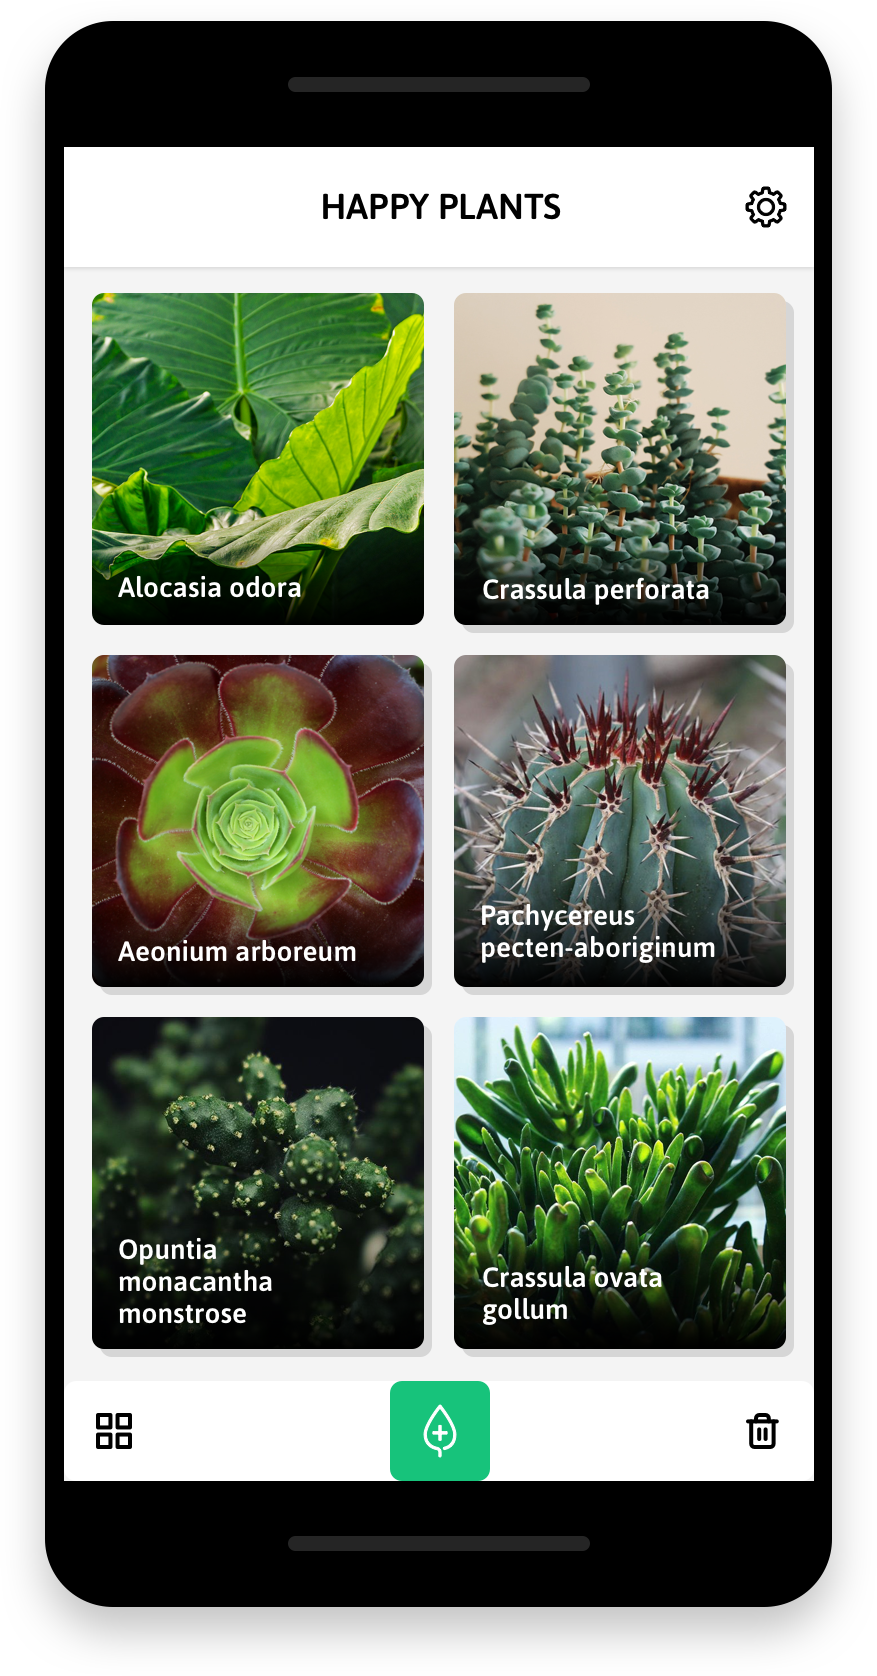 HAPPY PLANTS
Alocasia odora
Crassula perforata
Aeonium arboreum
Pachycereus
pecten-aboriginum
Opuntia
monacantha
monstrose
Crassula ovata
gollum